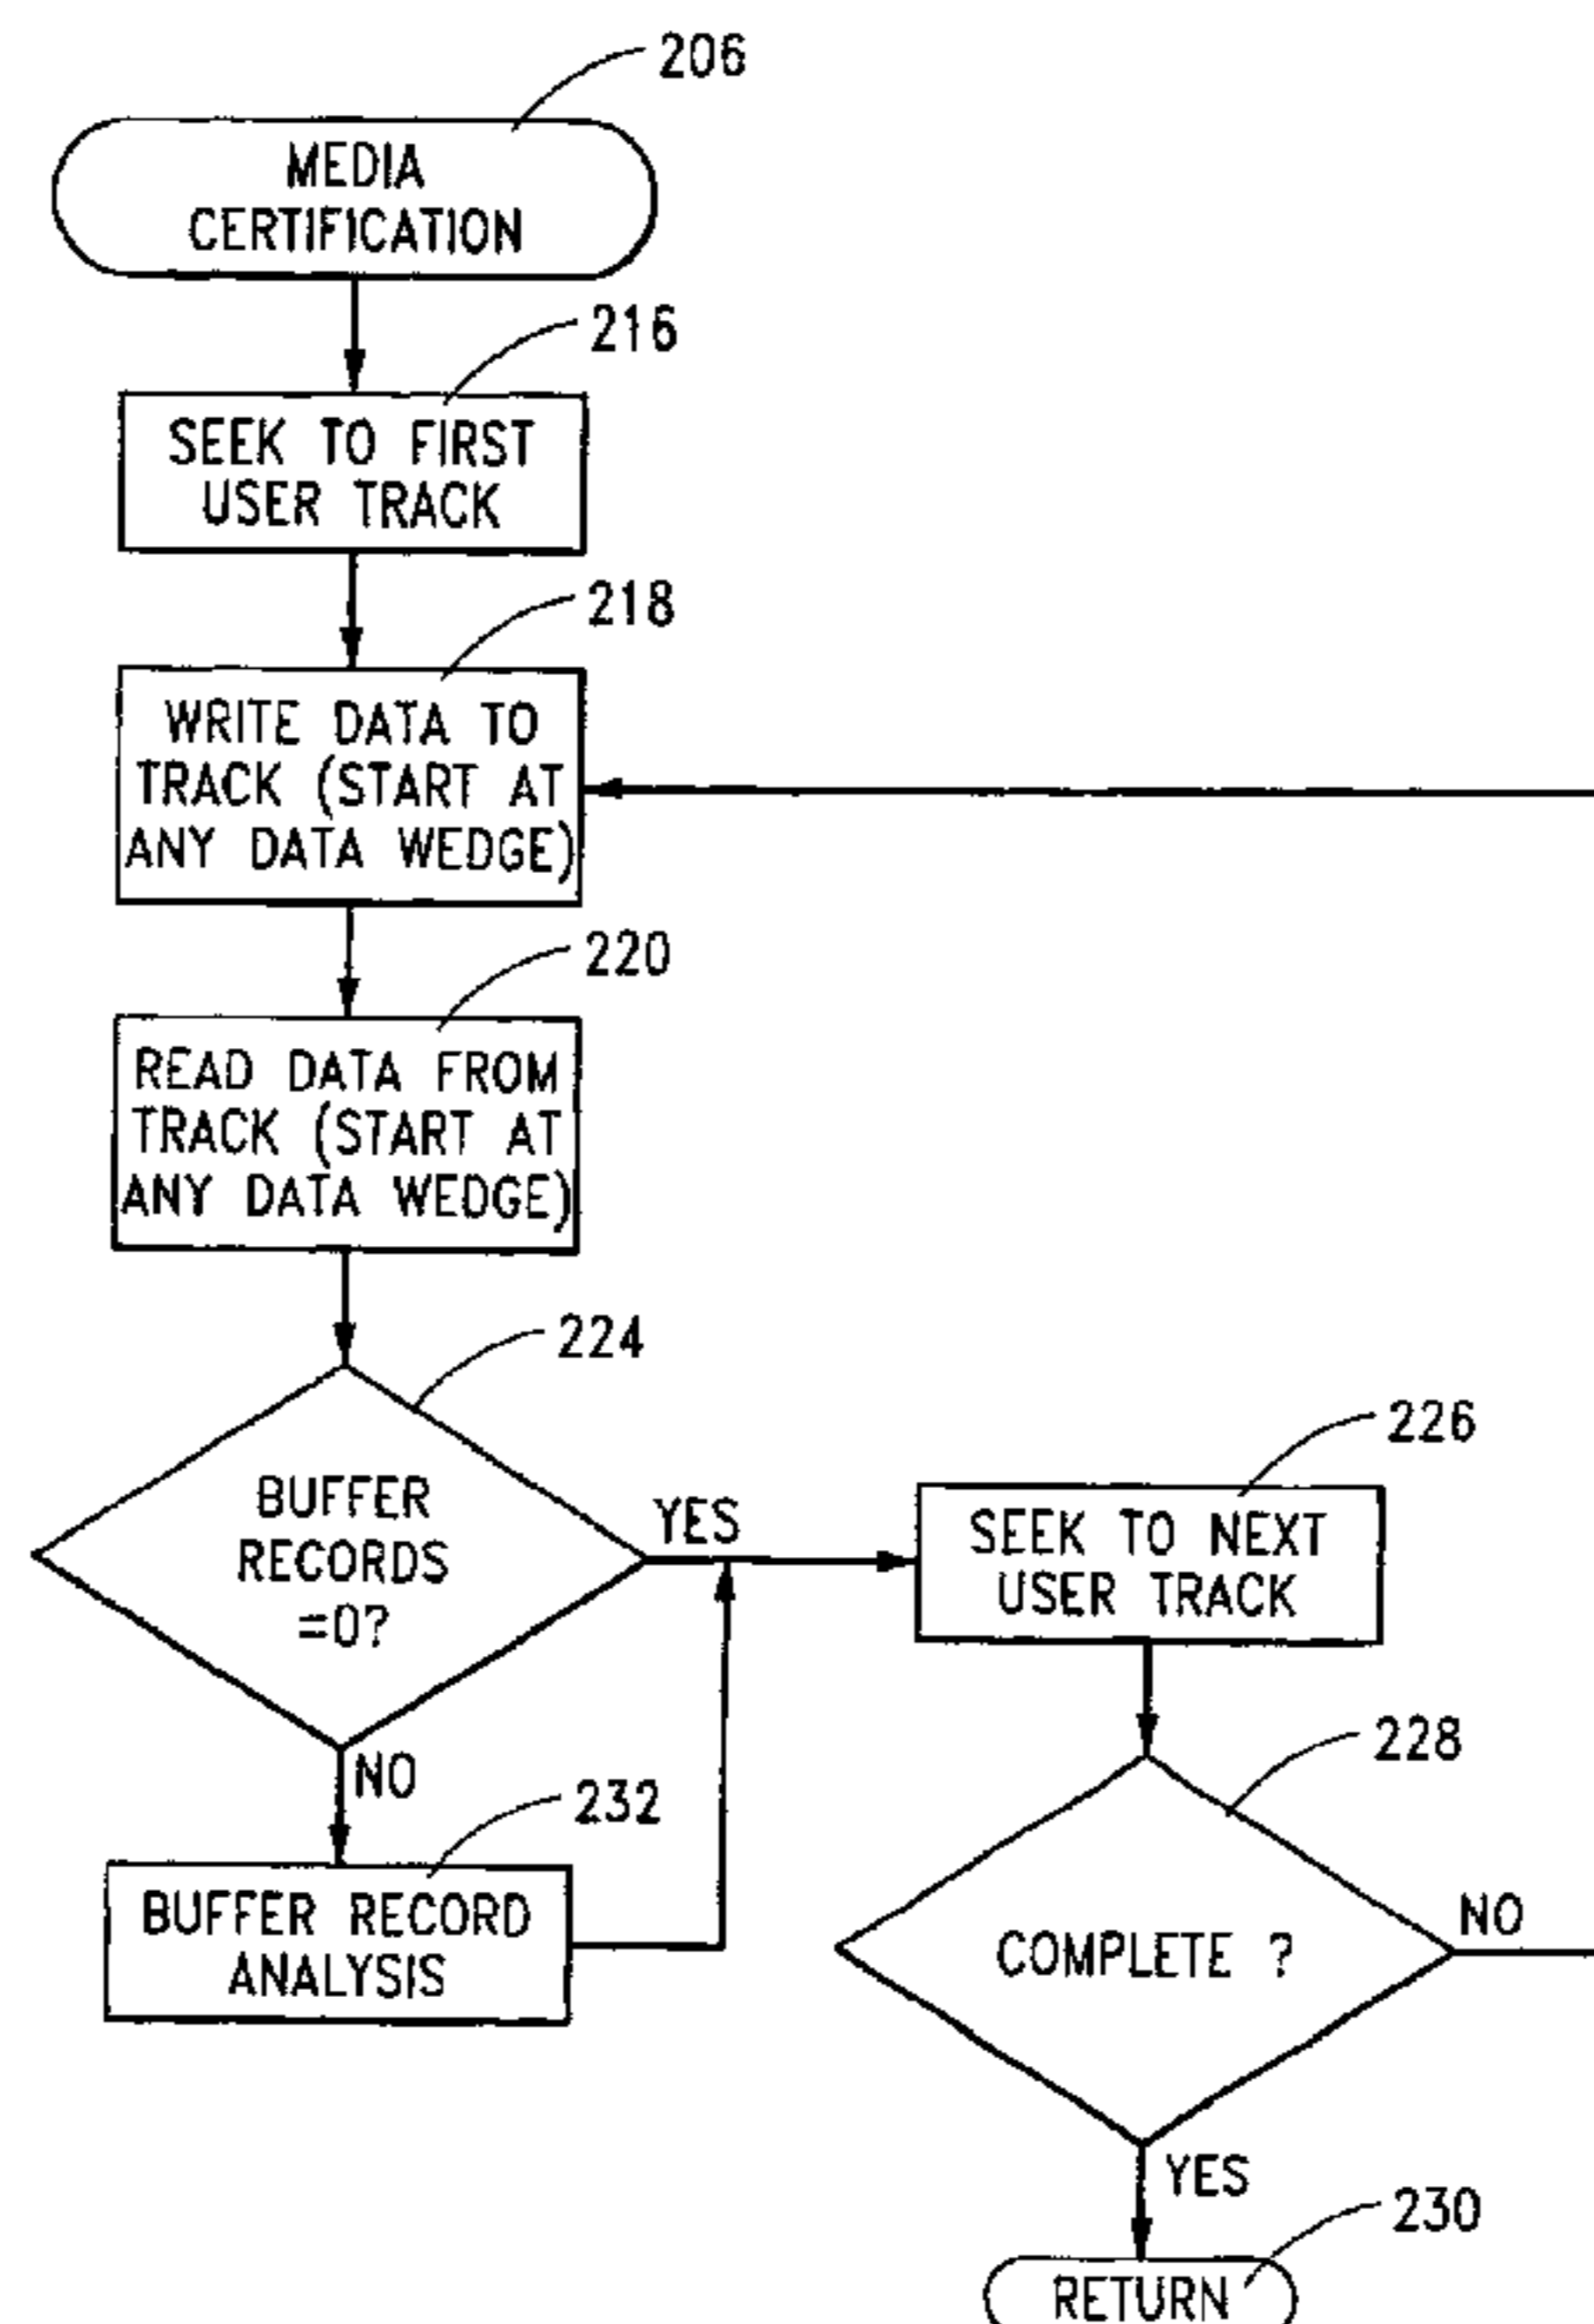 206
MEDIA
CERTIFICATION
216
SEEK TO FIRST
USER TRACK
218
WRITE DATA TO
TRACK (START AT
ANY DATA WEDGE)
220
READ DATA FROM
TRACK (START AT
ANY DATA WEDGE)
224
BUFFER
RECORDS
=0?
YES
NO
232
BUFFER RECORD
ANALYSIS
226
SEEK TO NEXT
USER TRACK
228
COMPLETE ?
NO
YES
230
RETURN